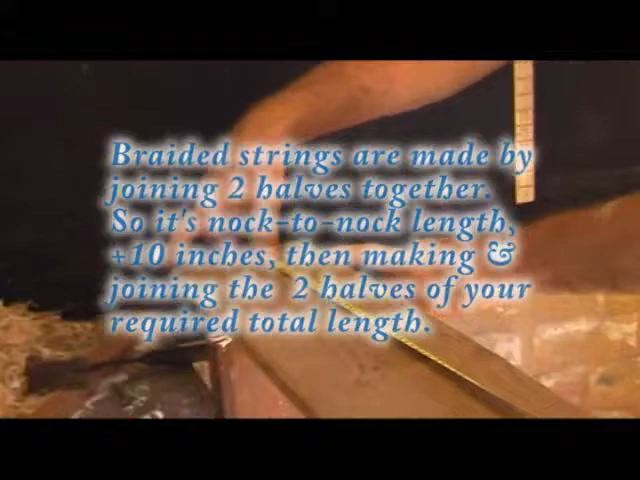 Braided strings are made by
joining 2 halves together.
So it's nock-to-nock length,
+10 inches, then making &
joining the 2 halves of your
required total length.